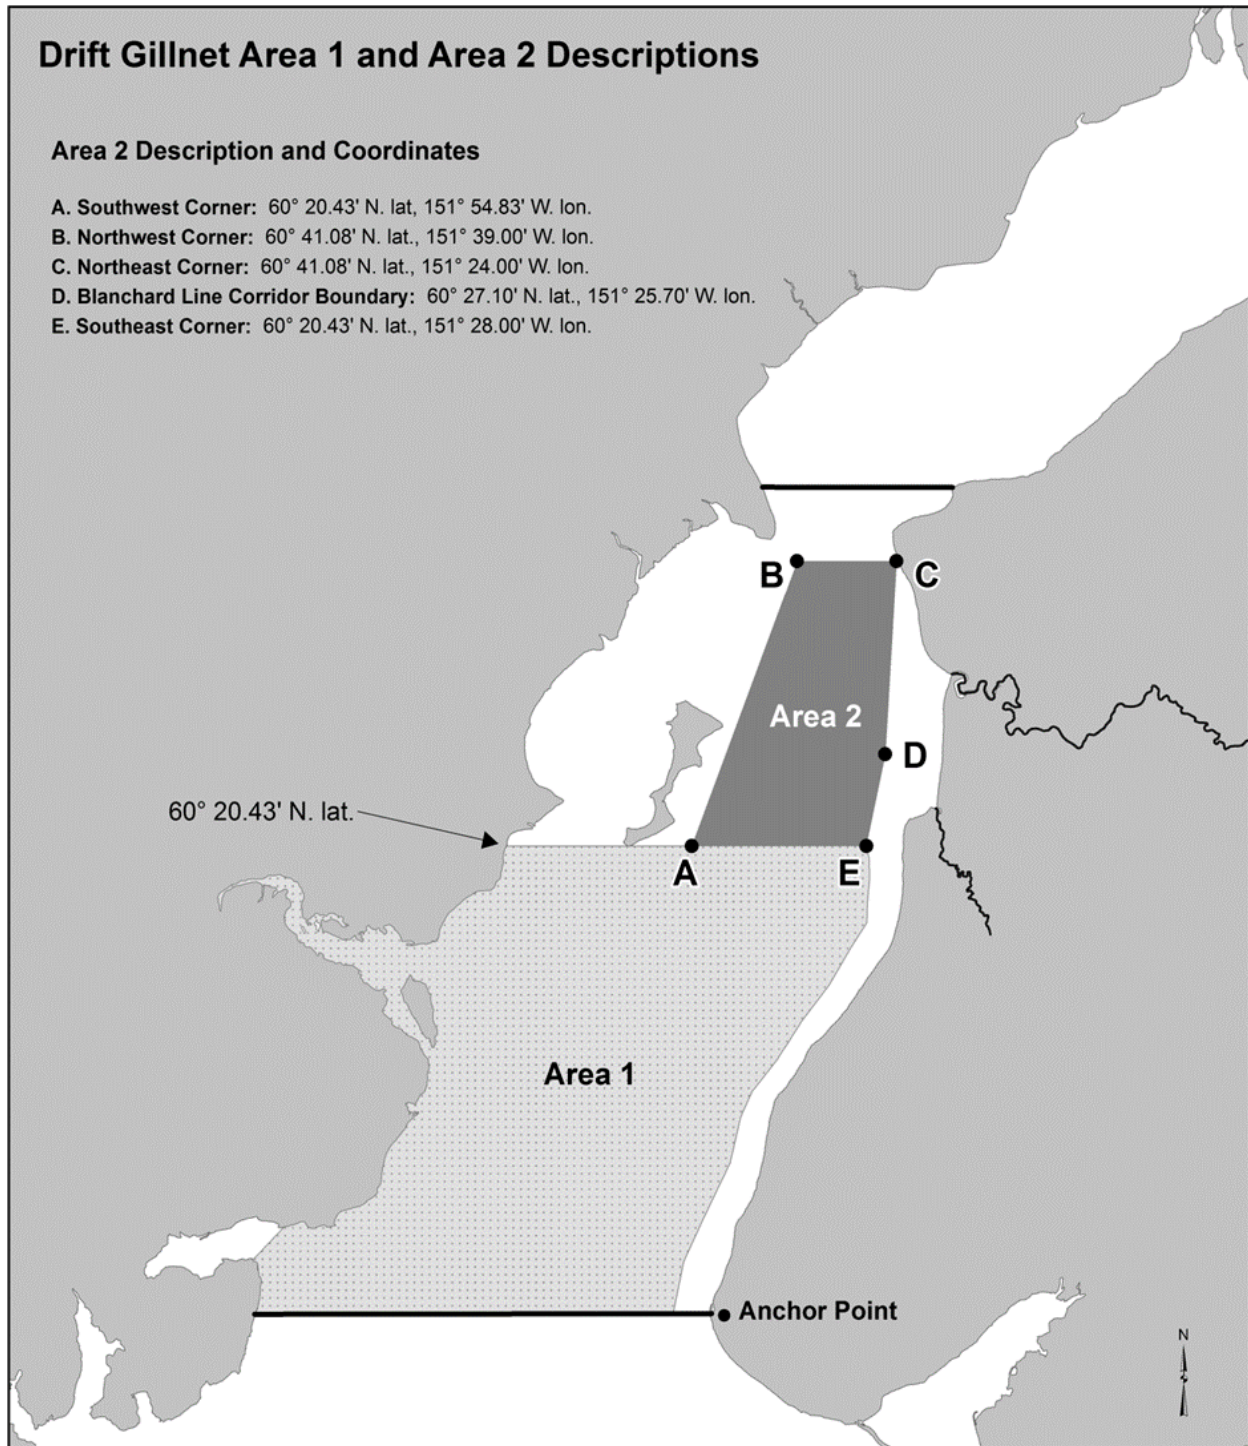 Drift Gillnet Area 1 and Area 2 Descriptions
Area 2 Description and Coordinates
A. Southwest Corner: 60° 20.43' N. lat, 151° 54.83' W. lon.
B. Northwest Corner: 60° 41.08' N. lat., 151° 39.00' W. lon.
C. Northeast Corner: 60° 41.08' N. lat., 151° 24.00' W. lon.
D. Blanchard Line Corridor Boundary: 60° 27.10' N. lat., 151° 25.70' W. lon.
E. Southeast Corner: 60° 20.43' N. lat., 151° 28.00' W. lon.
B
C
Area 2
D
60° 20.43' N. lat.
A
E
Area 1
Anchor Point
N